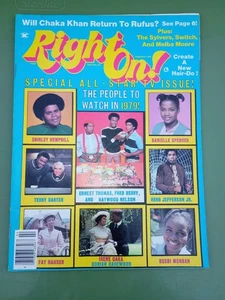 Will Chaka Khan Return To Rufus? See Page 6!
Right On!
Plus:
The Sylvers, Switch,
And Melba Moore
Create
A
New
Hair-Do!
SPECIAL ALL-STAR TV ISSUE!
THE PEOPLE TO
WATCH IN 1979!
SHIRLEY HEMPHILL
DANIELLE SPENCER
ERNEST THOMAS, FRED BERRY,
AND HAYWOOD NELSON
TEDDY GANTER
HERB JEFFERSON JR.
FAY HAUSER
IRENE CARA
DORIAN HAREWOOD
DEBBI MORGAN